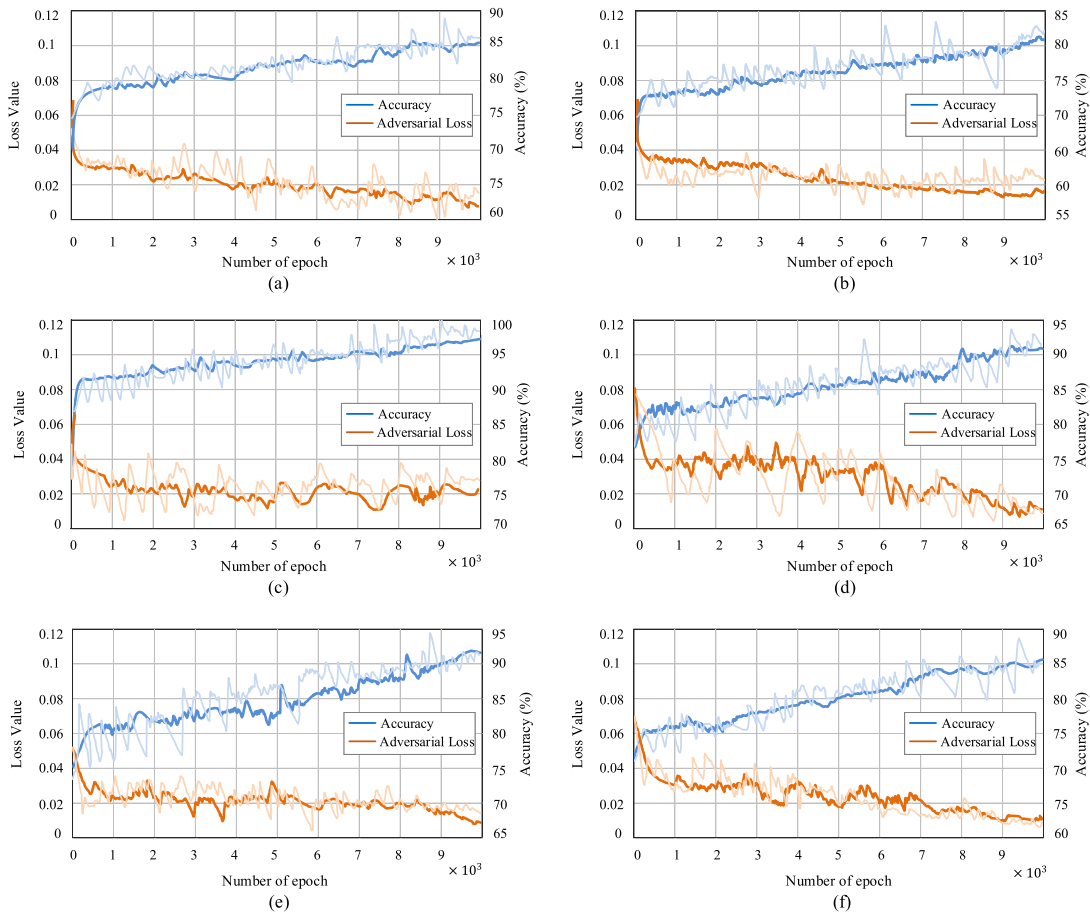 0.12
0.1
0.08
0.06
0.04
0.02
0
Loss Value
90
85
80
75
70
75
60
Accuracy (%)
Accuracy
Adversarial Loss
0 1 2 3 4 5 6 7 8 9
Number of epoch
× 10³
(a)
0.12
0.1
0.08
0.06
0.04
0.02
0
Loss Value
85
80
75
70
60
60
55
Accuracy (%)
Accuracy
Adversarial Loss
0 1 2 3 4 5 6 7 8 9
Number of epoch
× 10³
(b)
0.12
0.1
0.08
0.06
0.04
0.02
0
Loss Value
100
95
90
85
80
75
70
Accuracy (%)
Accuracy
Adversarial Loss
0 1 2 3 4 5 6 7 8 9
Number of epoch
× 10³
(c)
0.12
0.1
0.08
0.06
0.04
0.02
0
Loss Value
95
90
85
80
75
70
65
Accuracy (%)
Accuracy
Adversarial Loss
0 1 2 3 4 5 6 7 8 9
Number of epoch
× 10³
(d)
0.12
0.1
0.08
0.06
0.04
0.02
0
Loss Value
95
90
85
80
75
70
65
Accuracy (%)
Accuracy
Adversarial Loss
0 1 2 3 4 5 6 7 8 9
Number of epoch
× 10³
(e)
0.12
0.1
0.08
0.06
0.04
0.02
0
Loss Value
90
85
80
75
70
75
60
Accuracy (%)
Accuracy
Adversarial Loss
0 1 2 3 4 5 6 7 8 9
Number of epoch
× 10³
(f)